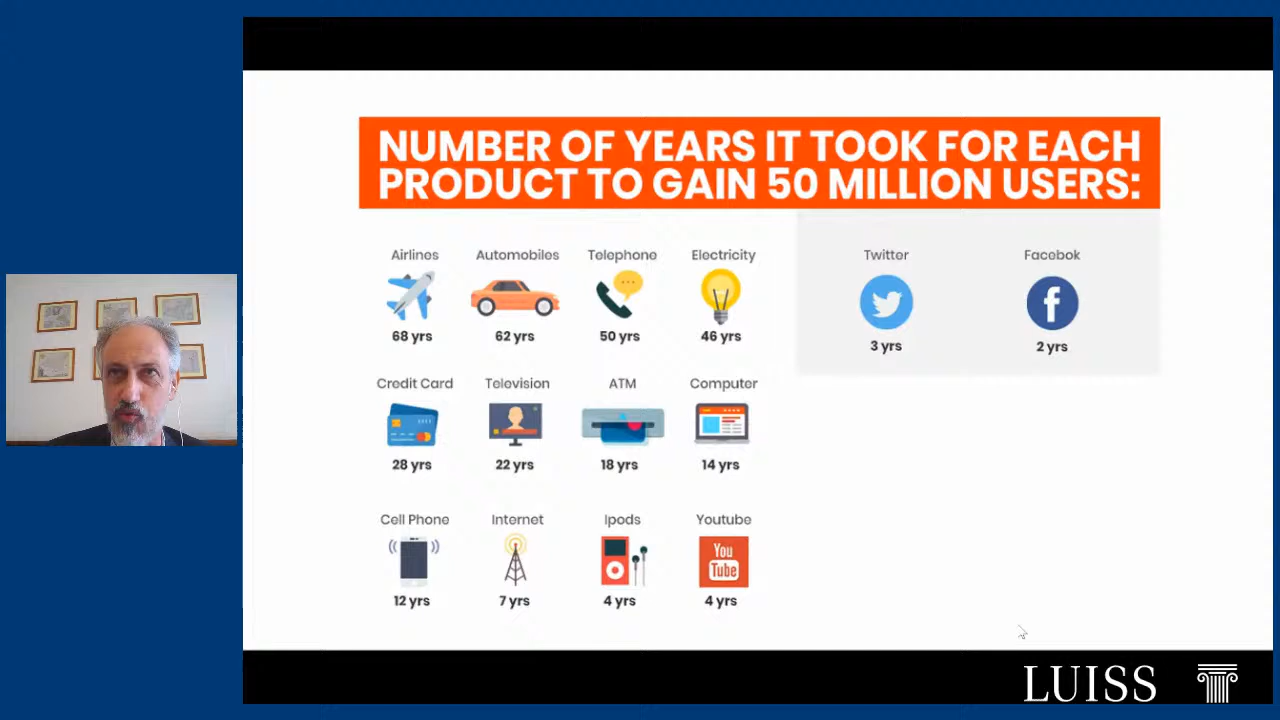 NUMBER OF YEARS IT TOOK FOR EACH
PRODUCT TO GAIN 50 MILLION USERS:
Airlines Automobiles Telephone Electricity Twitter Facebok
68 yrs 62 yrs 50 yrs 46 yrs 3 yrs 2 yrs
Credit Card Television ATM Computer
28 yrs 22 yrs 18 yrs 14 yrs
Cell Phone Internet Ipods Youtube
You
Tube
12 yrs 7 yrs 4 yrs 4 yrs
LUISS